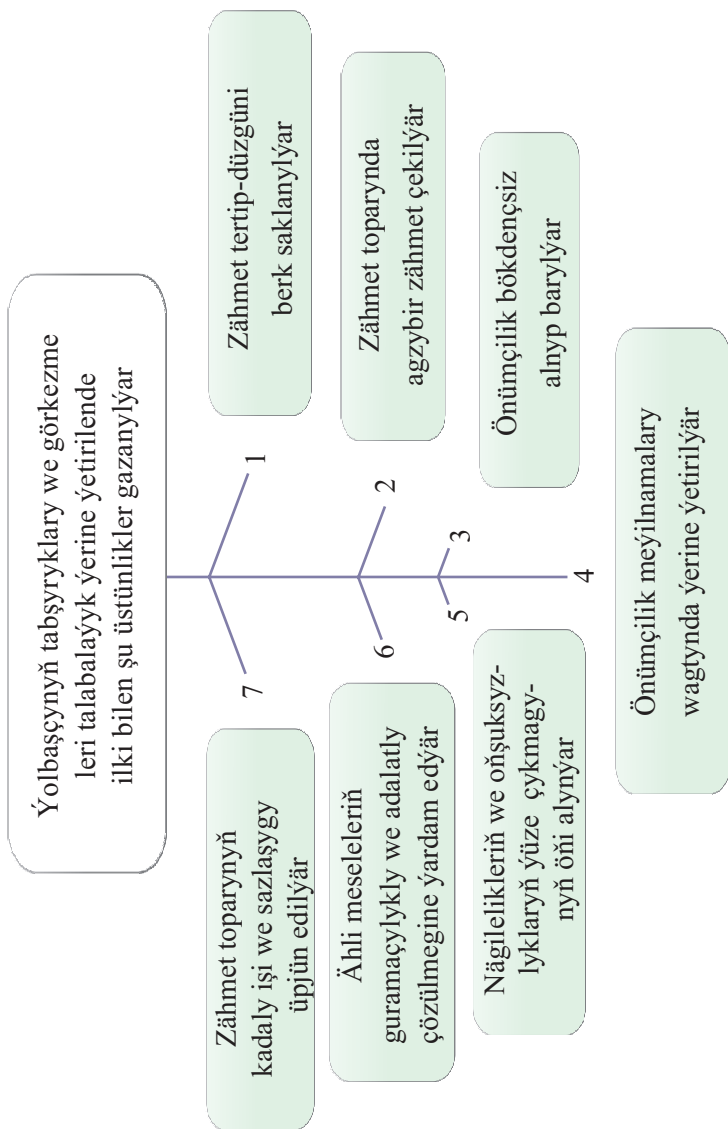 Ýolbaşçynyň tabşyryklary we görkezme
leri talabalaýyk ýerine ýetirilende
ilki bilen şu üstünlikler gazanylýar
1
Zähmet tertip-düzgüni
berk saklanylýar
2
Zähmet toparynda
agzybir zähmet çekilýär
3
Önümçilik bökdençsiz
alnyp barylýar
4
Önümçilik meýilnamalary
wagtynda ýerine ýetirilýär
5
Nägilelikleriň we oňşuksyz-
lyklaryň ýüze çykmagy-
nyň öňi alynýar
6
Ähli meseleleriň
guramaçylykly we adalatly
çözülmegine ýardam edýär
7
Zähmet toparynyň
kadaly işi we sazlaşygy
üpjün edilýär